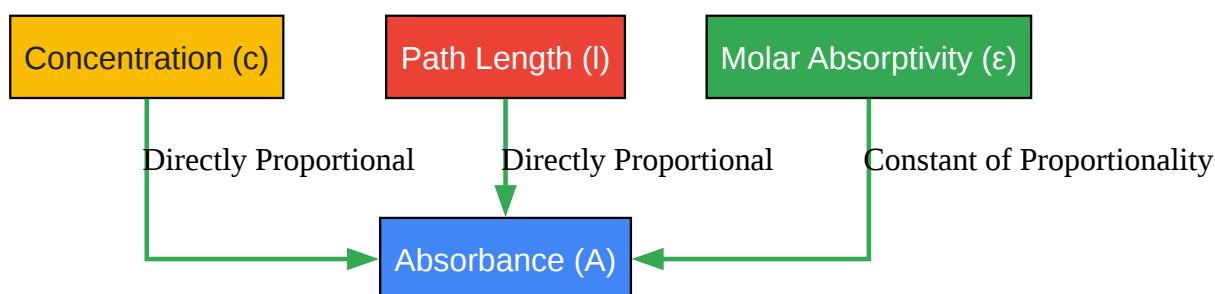 Concentration (c)
Path Length (l)
Molar Absorptivity (ε)
Directly Proportional
Directly Proportional
Constant of Proportionality
Absorbance (A)